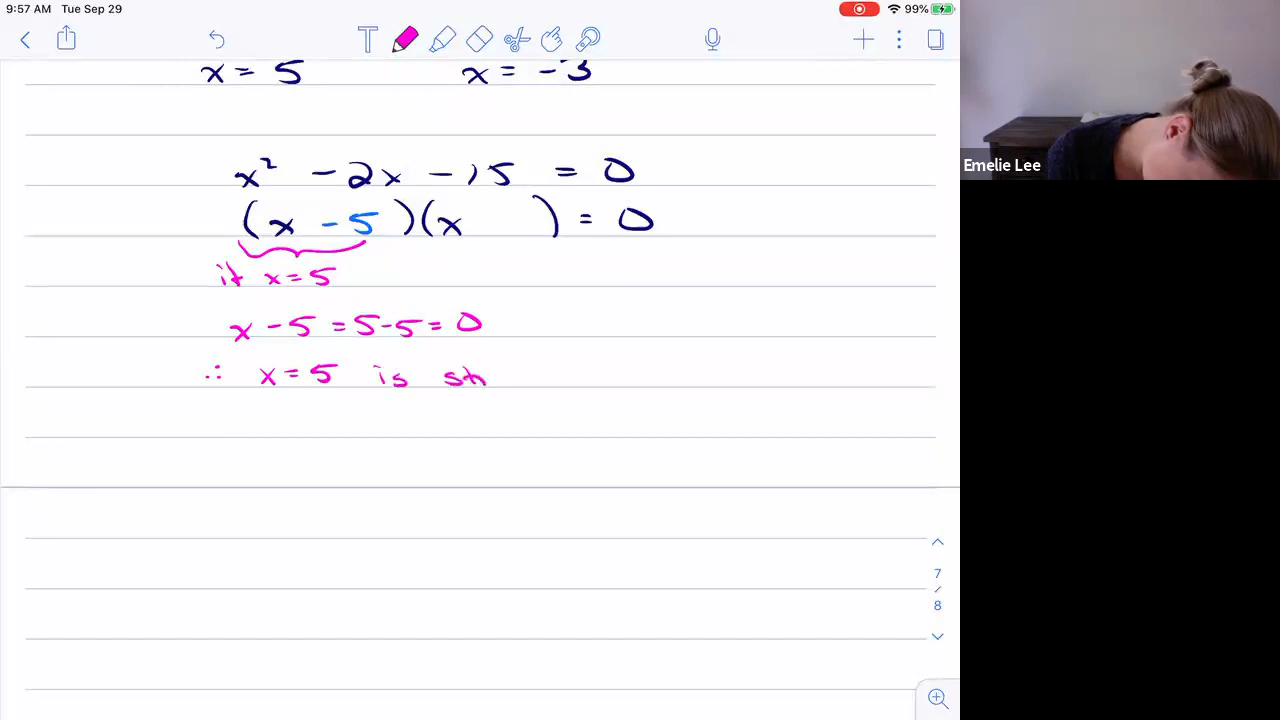 9:57 AM Tue Sep 29
99%
x = 5 x = -3
x² - 2x - 15 = 0
(x - 5)(x ) = 0
if x = 5
x - 5 = 5 - 5 = 0
∴ x = 5 is
Emelie Lee
7
/
8